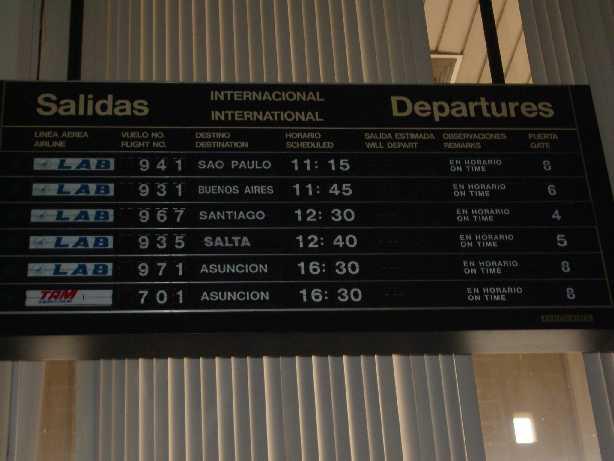 Salidas INTERNACIONAL Departures
INTERNATIONAL
LINEA AEREA VUELO NO. DESTINO HORARIO SALIDA ESTIMADA OBSERVACIONES PUERTA
AIRLINE FLIGHT NO. DESTINATION SCHEDULED WILL DEPART REMARKS GATE
LAB 941 SAO PAULO 11:15 EN HORARIO 8
ON TIME
LAB 931 BUENOS AIRES 11:45 EN HORARIO 6
ON TIME
LAB 967 SANTIAGO 12:30 EN HORARIO 4
ON TIME
LAB 935 SALTA 12:40 EN HORARIO 5
ON TIME
LAB 971 ASUNCION 16:30 EN HORARIO 8
ON TIME
TAM 701 ASUNCION 16:30 EN HORARIO 8
ON TIME